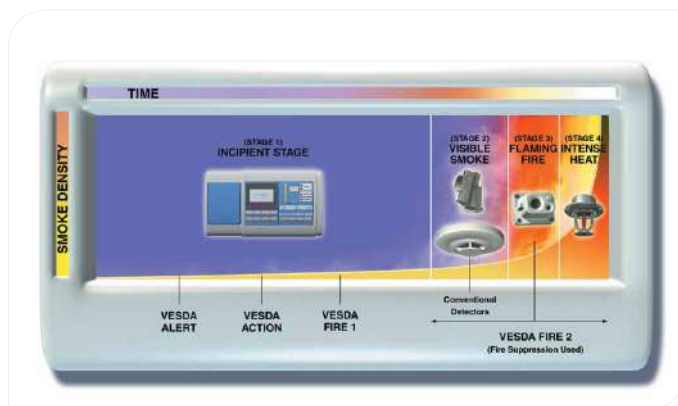 TIME
SMOKE DENSITY
(STAGE 1)
INCIPIENT STAGE
(STAGE 2)
VISIBLE
SMOKE
(STAGE 3)
FLAMING
FIRE
(STAGE 4)
INTENSE
HEAT
VESDA
ALERT
VESDA
ACTION
VESDA
FIRE 1
Conventional
Detectors
VESDA FIRE 2
(Fire Suppression Used)